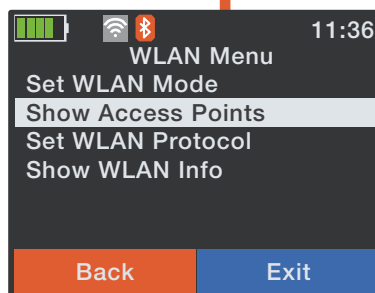 11:36
WLAN Menu
Set WLAN Mode
Show Access Points
Set WLAN Protocol
Show WLAN Info
Back Exit